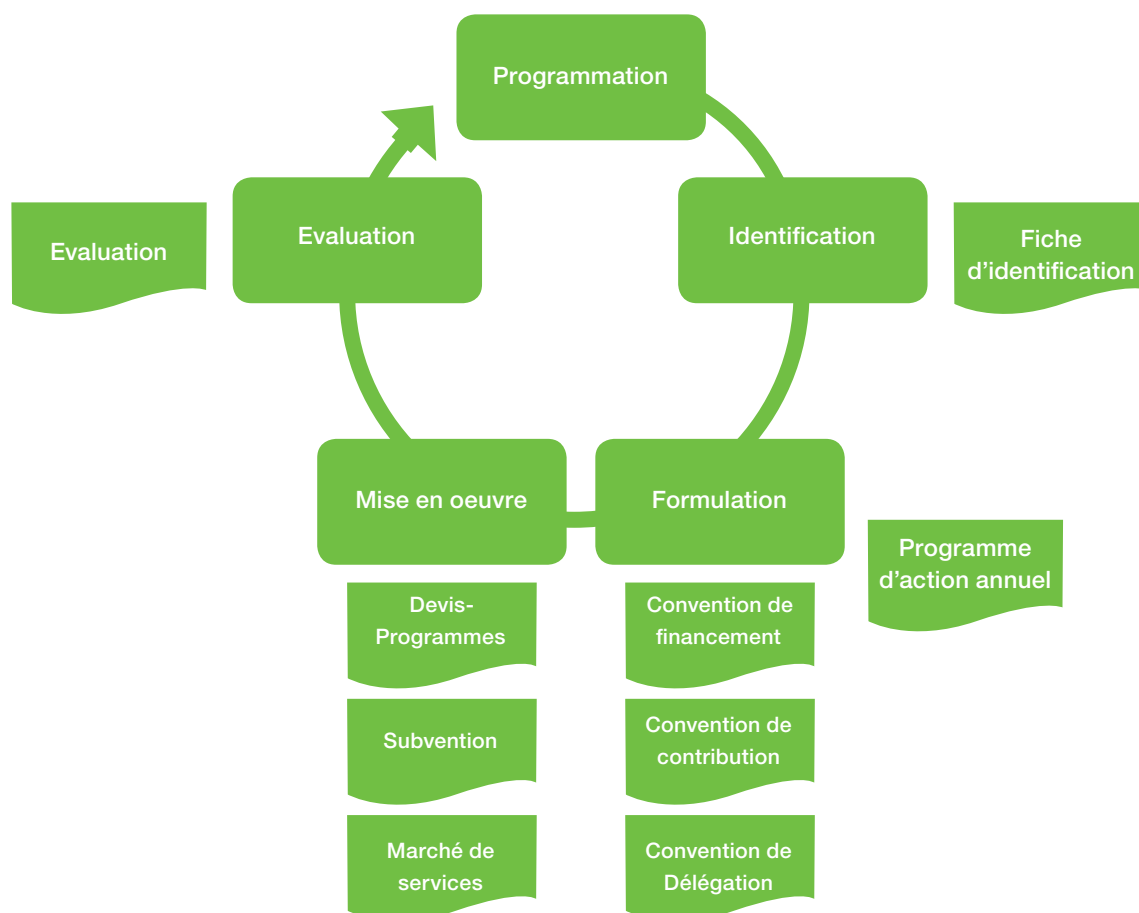 Programmation
Evaluation
Evaluation
Identification
Fiche
d’identification
Mise en oeuvre
Formulation
Programme
d’action annuel
Devis-
Programmes
Convention de
financement
Subvention
Convention de
contribution
Marché de
services
Convention de
Délégation